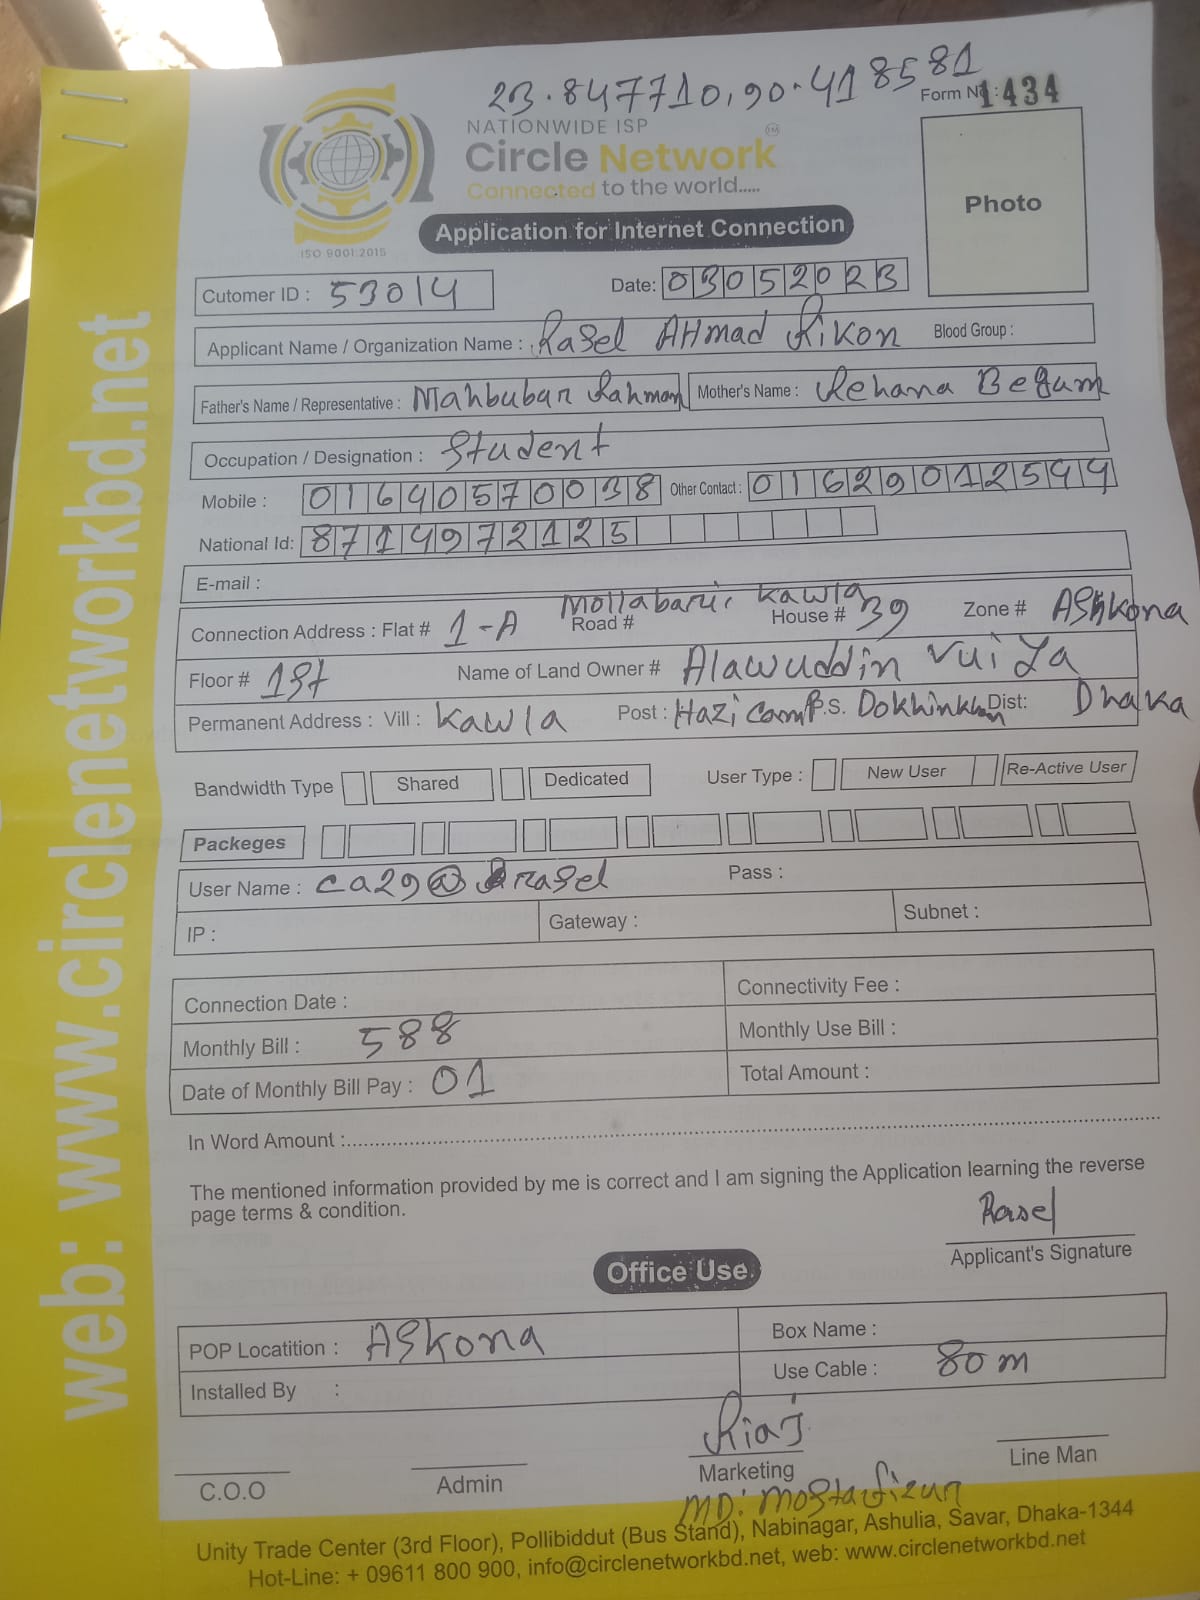 23.847710,90.418581
Form No: 1434
NATIONWIDE ISP
Circle Network TM
Connected to the world.....
ISO 9001:2015
Photo
Application for Internet Connection
Cutomer ID : 53014 Date: 03052023
Applicant Name / Organization Name : Rasel AHmad Rikon Blood Group :
Father's Name / Representative : Mahbubar Rahman Mother's Name : Rehana Begum
Occupation / Designation : Student
Mobile : 01640570038 Other Contact : 01629012594
National Id: 8714972125
E-mail :
Mollabari, Kawla
Connection Address : Flat # 1-A Road # House # 39 Zone # AShkona
Floor # 1st Name of Land Owner # Alawuddin Vuiya
Permanent Address : Vill : Kawla Post : Hazi Camp P.S. Dokhinkhan Dist: Dhaka
Bandwidth Type Shared Dedicated User Type : New User Re-Active User
Packeges
User Name : ca29@rasel Pass :
IP : Gateway : Subnet :
Connection Date : Connectivity Fee :
Monthly Bill : 588 Monthly Use Bill :
Date of Monthly Bill Pay : 01 Total Amount :
In Word Amount :
The mentioned information provided by me is correct and I am signing the Application learning the reverse
page terms & condition.
Rasel
Applicant's Signature
Office Use.
POP Locatition : ASkona Box Name :
Installed By : Use Cable : 80 m
Riaj
C.O.O Admin Marketing Line Man
MD: Mostafizur
Unity Trade Center (3rd Floor), Pollibiddut (Bus Stand), Nabinagar, Ashulia, Savar, Dhaka-1344
Hot-Line: + 09611 800 900, info@circlenetworkbd.net, web: www.circlenetworkbd.net
web: www.circlenetworkbd.net